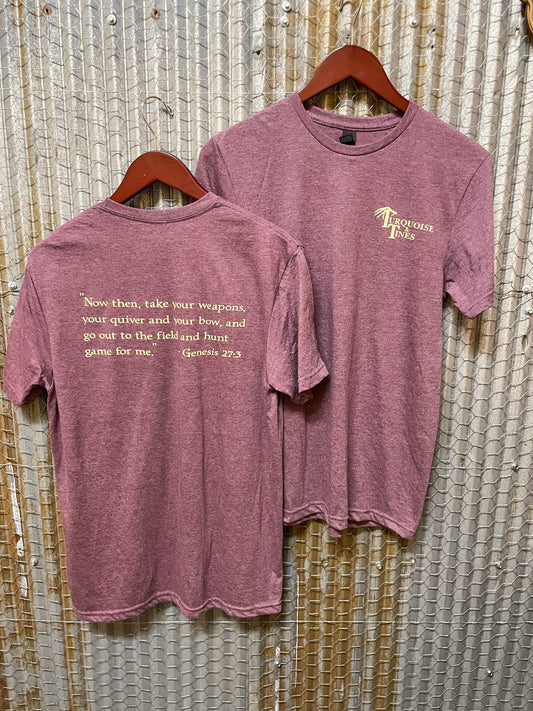 "Now then, take your weapons,
your quiver and your bow, and
go out to the field and hunt
game for me." Genesis 27:3
TURQUOISE
&
TINES